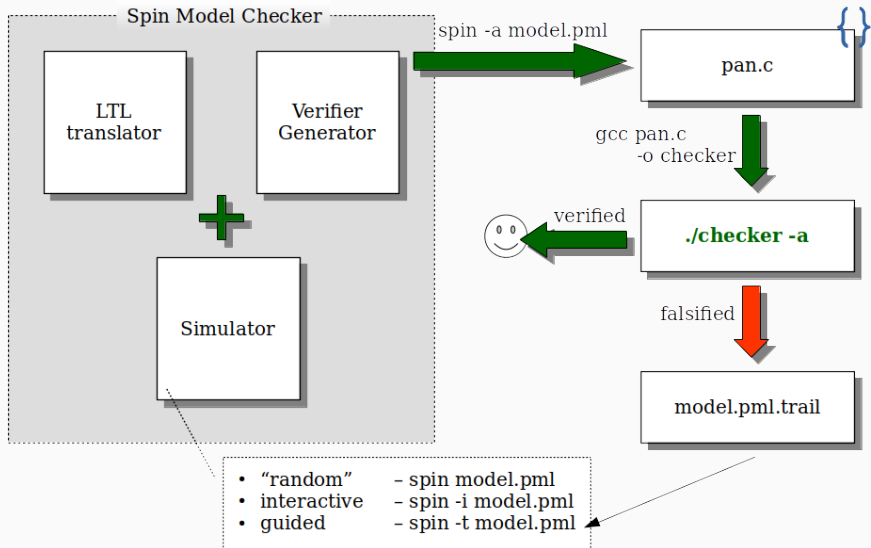 Spin Model Checker
spin -a model.pml
{}
LTL
translator
Verifier
Generator
pan.c
gcc pan.c
-o checker
verified
./checker -a
Simulator
falsified
model.pml.trail
• “random” – spin model.pml
• interactive – spin -i model.pml
• guided – spin -t model.pml